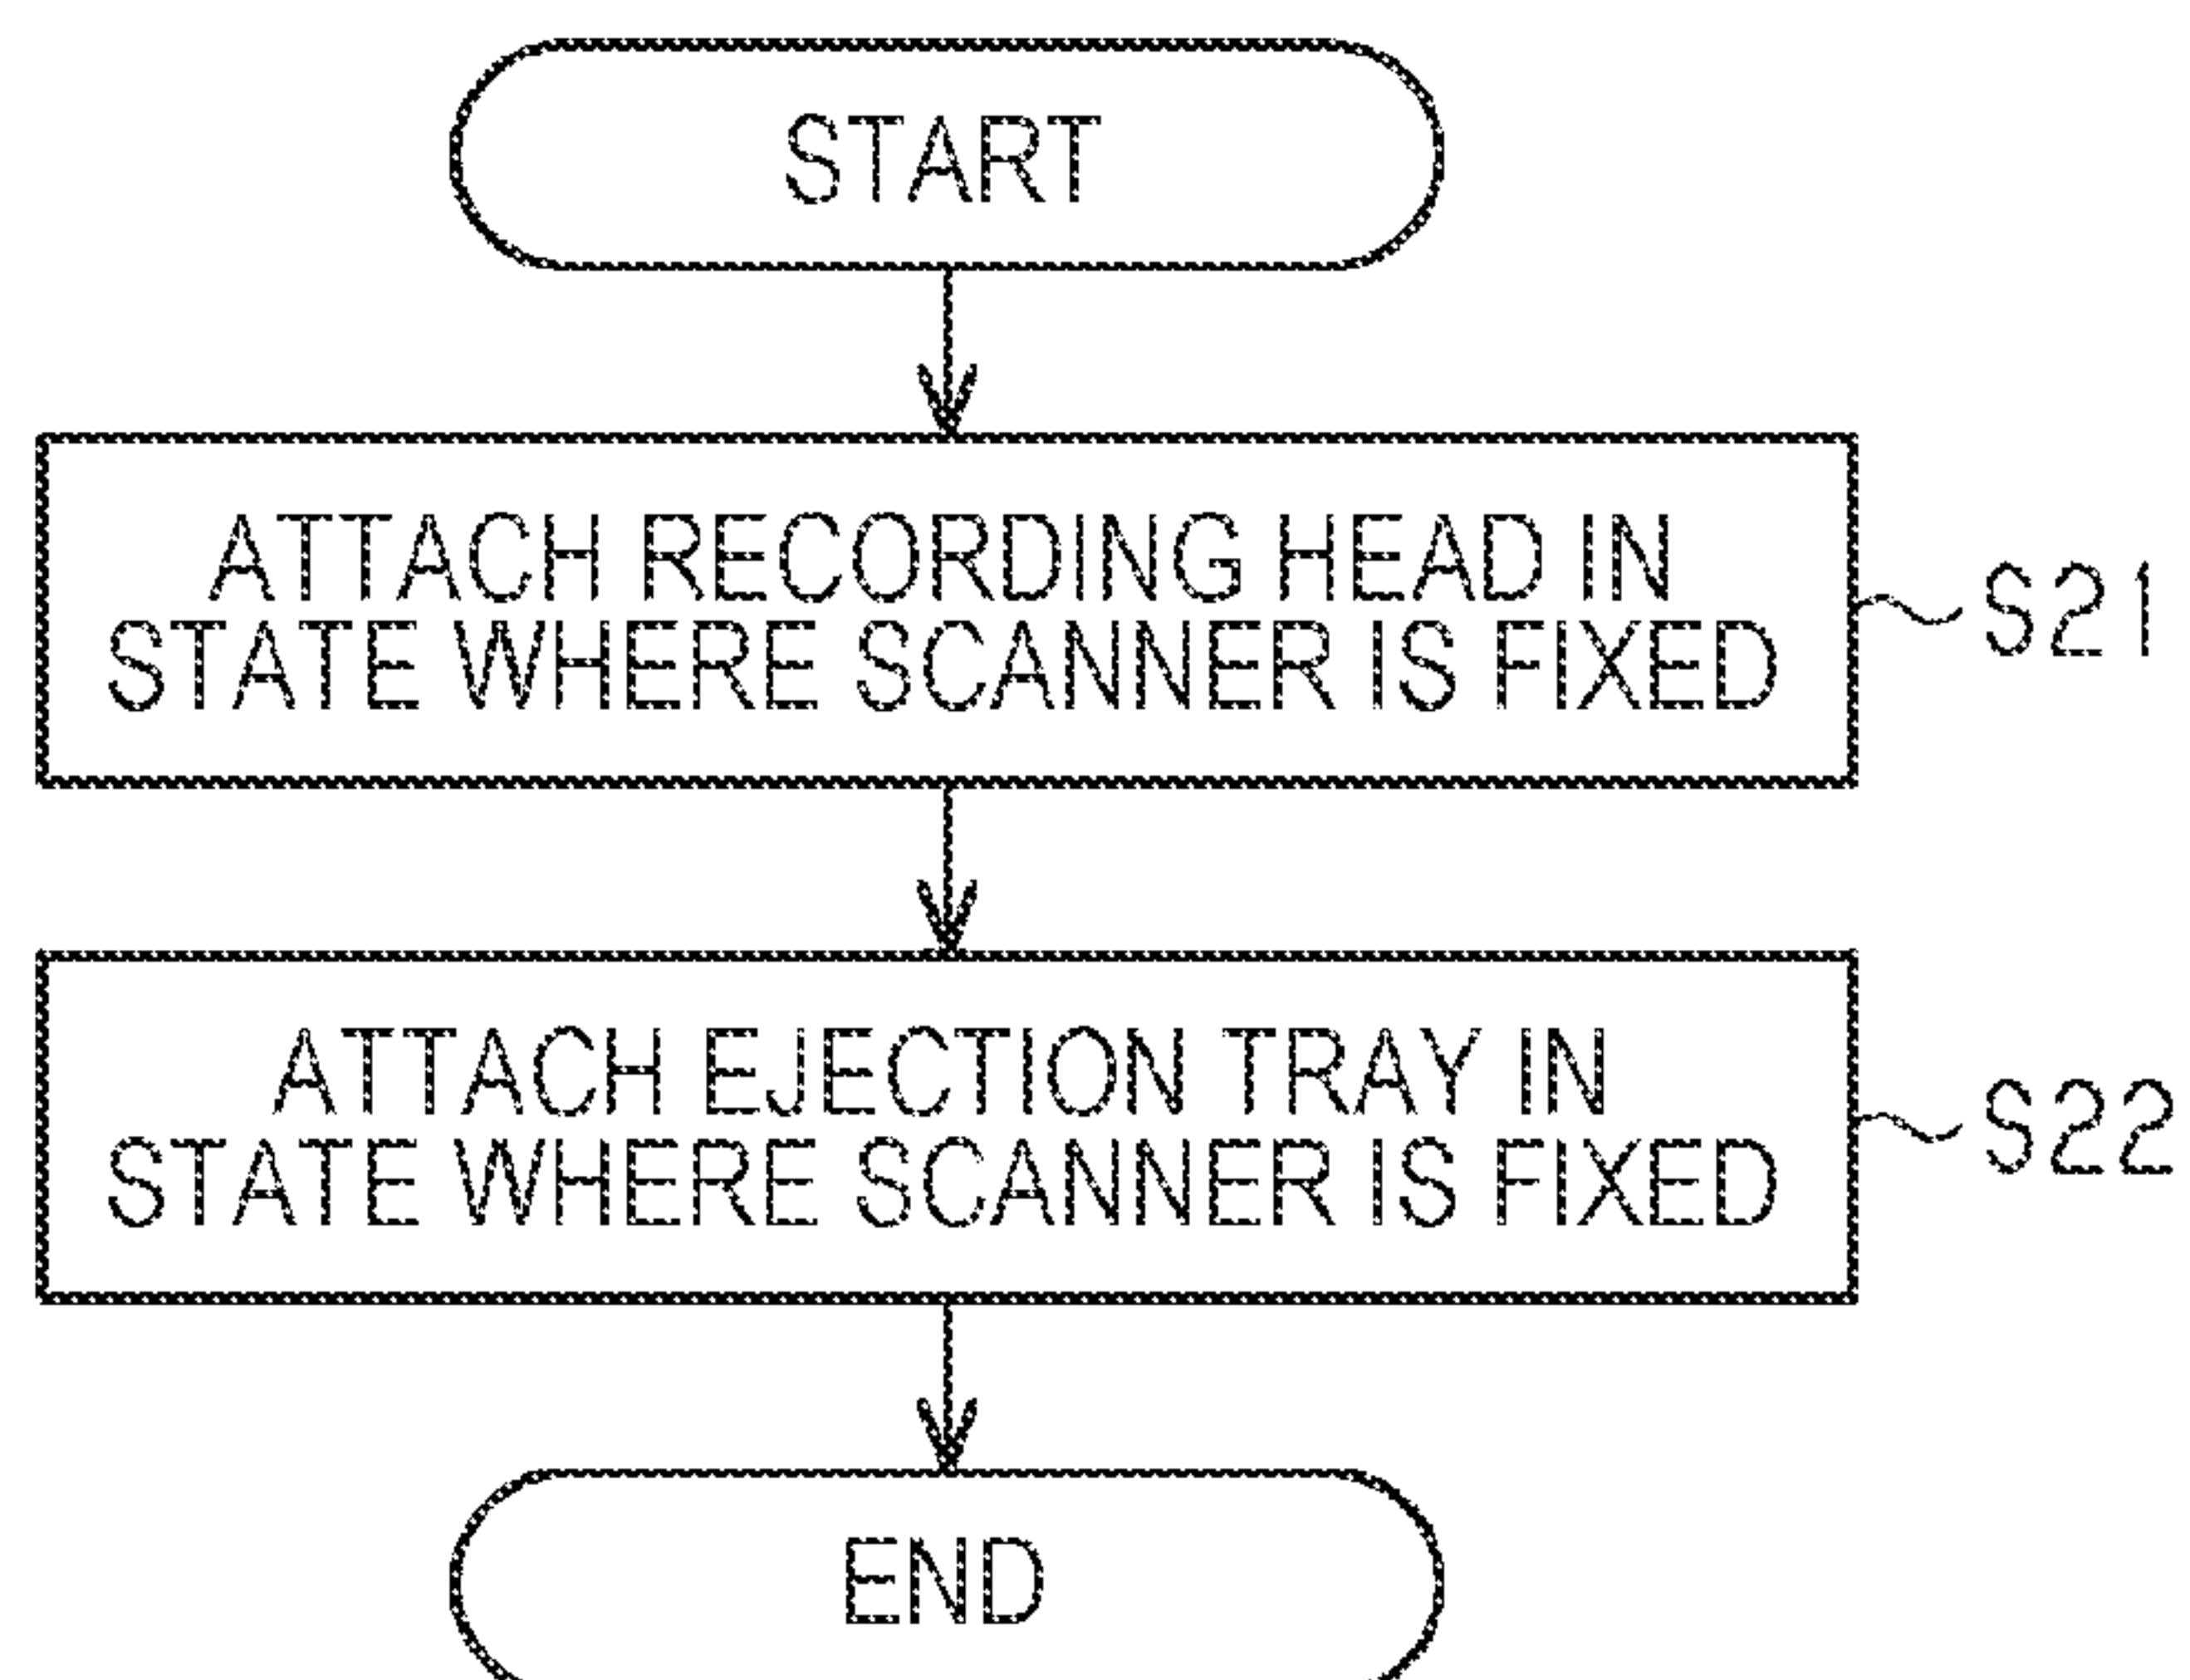 START
ATTACH RECORDING HEAD IN
STATE WHERE SCANNER IS FIXED
S21
ATTACH EJECTION TRAY IN
STATE WHERE SCANNER IS FIXED
S22
END